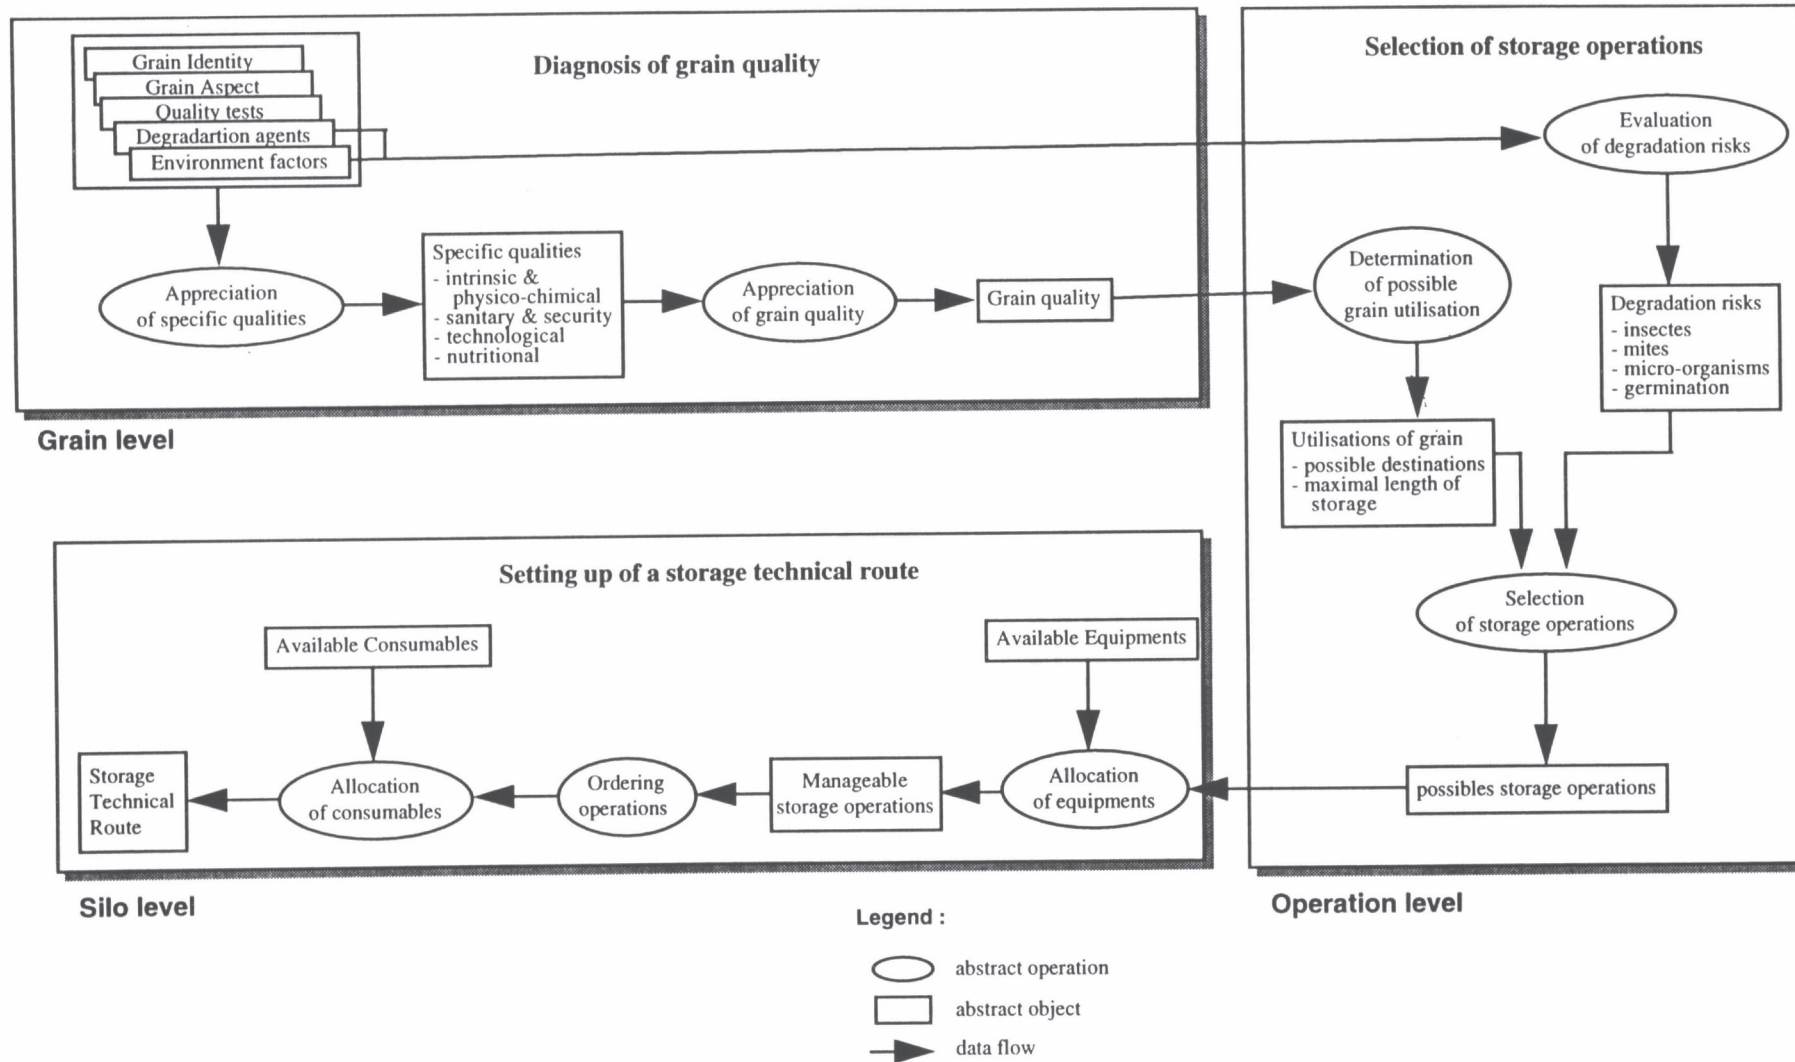 Diagnosis of grain quality
Grain Identity
Grain Aspect
Quality tests
Degradartion agents
Environment factors
Appreciation
of specific qualities
Specific qualities
- intrinsic &
physico-chimical
- sanitary & security
- technological
- nutritional
Appreciation
of grain quality
Grain quality
Grain level
Selection of storage operations
Evaluation
of degradation risks
Determination
of possible
grain utilisation
Degradation risks
- insectes
- mites
- micro-organisms
- germination
Utilisations of grain
- possible destinations
- maximal length of
storage
Selection
of storage operations
possibles storage operations
Operation level
Setting up of a storage technical route
Available Consumables
Available Equipments
Storage
Technical
Route
Allocation
of consumables
Ordering
operations
Manageable
storage operations
Allocation
of equipments
Silo level
Legend :
abstract operation
abstract object
data flow